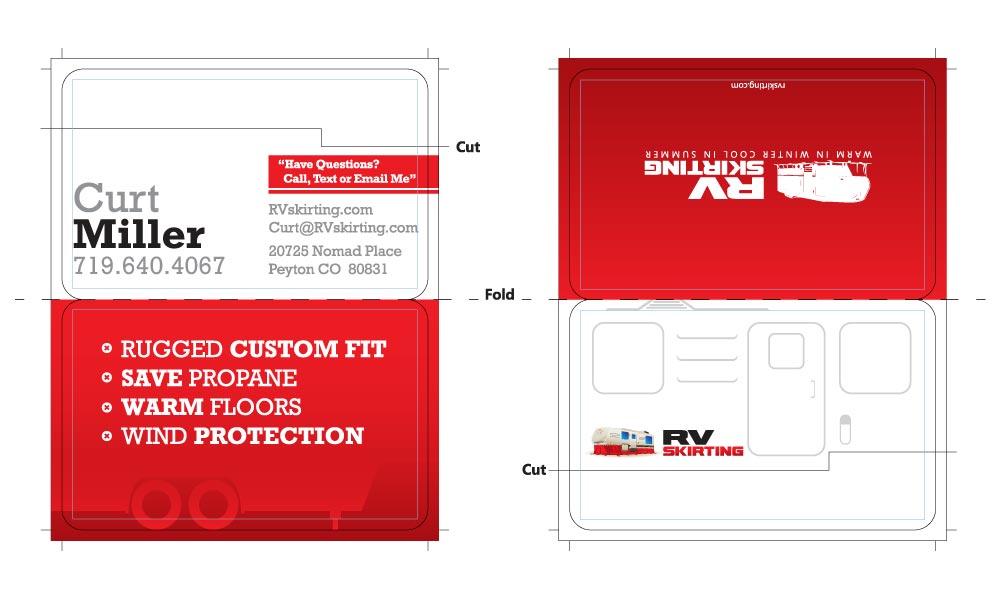 Cut
“Have Questions?
Call, Text or Email Me”
Curt
Miller
719.640.4067
RVskirting.com
Curt@RVskirting.com
20725 Nomad Place
Peyton CO 80831
Fold
RUGGED CUSTOM FIT
SAVE PROPANE
WARM FLOORS
WIND PROTECTION
rvskirting.com
WARM IN WINTER COOL IN SUMMER
RV
SKIRTING
RV
SKIRTING
Cut